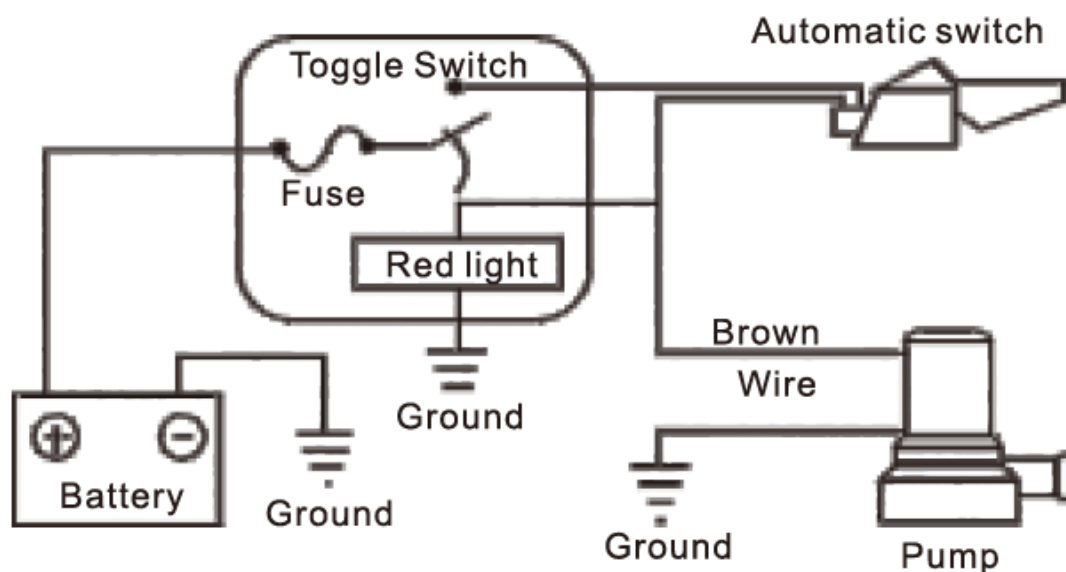 Automatic switch
Toggle Switch
Fuse
Red light
Brown
Wire
Ground
+
-
Battery
Ground
Ground
Pump